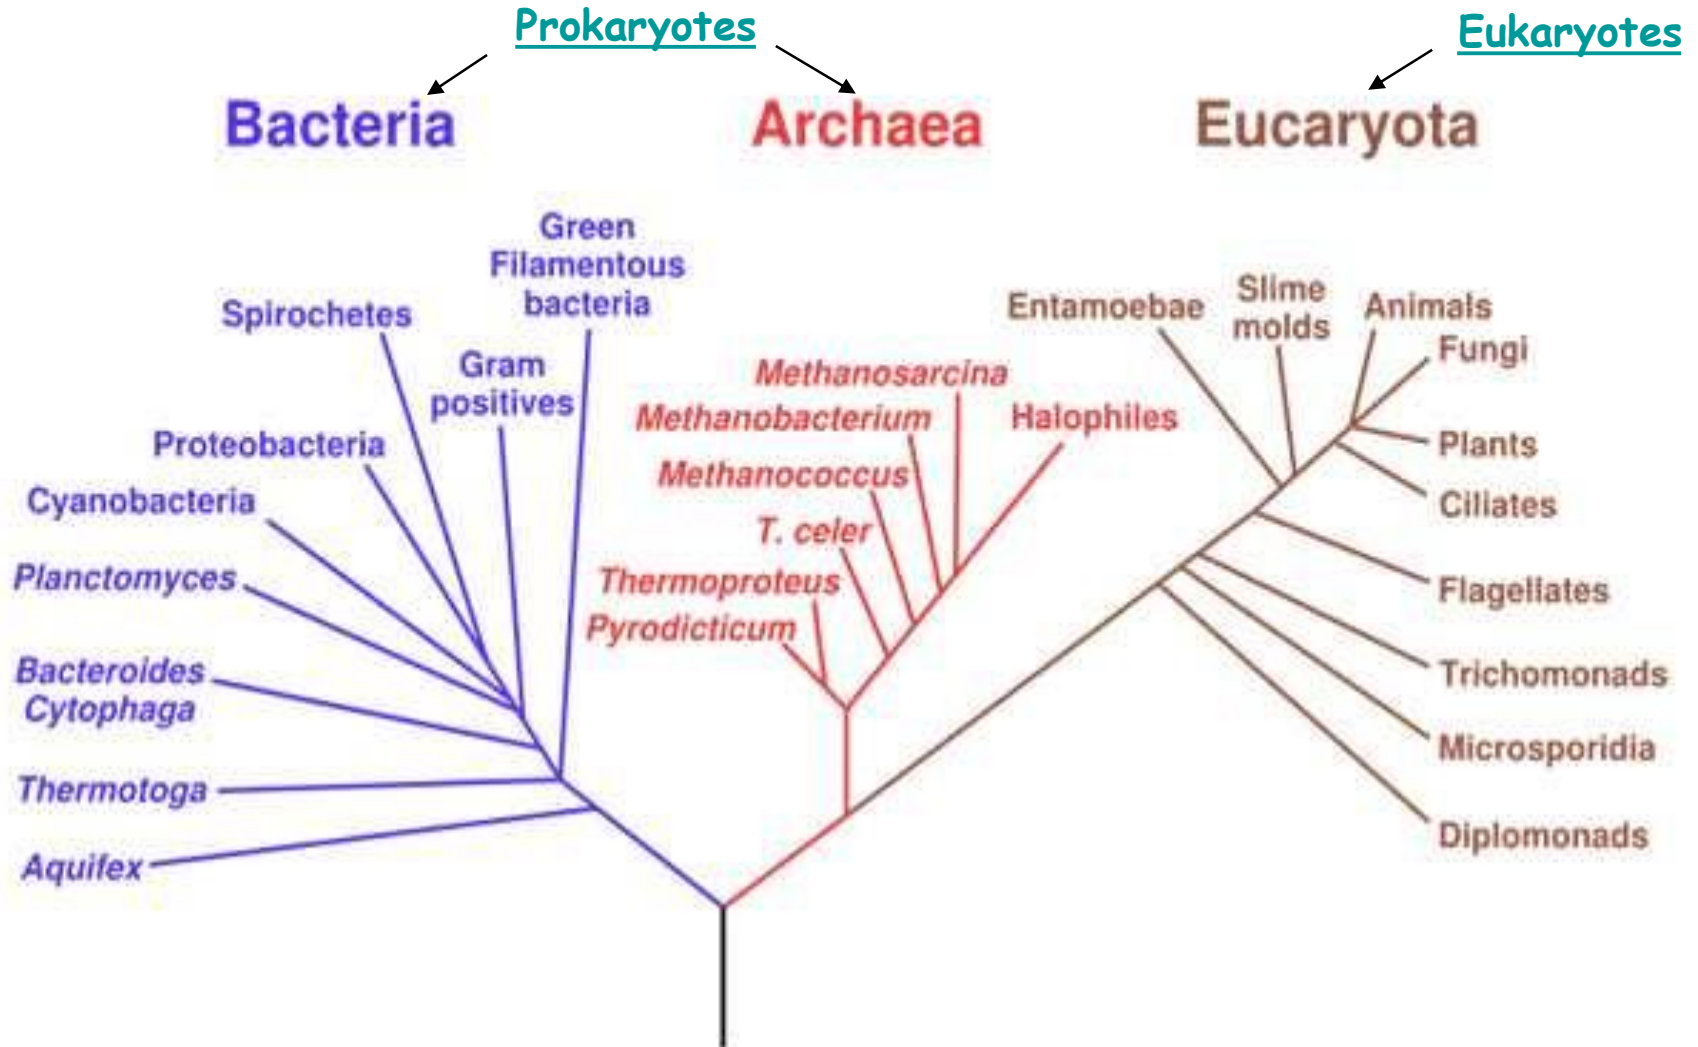 Prokaryotes
Eukaryotes
Bacteria
Archaea
Eucaryota
Green
Filamentous
bacteria
Spirochetes
Gram
positives
Proteobacteria
Cyanobacteria
Planctomyces
Bacteroides
Cytophaga
Thermotoga
Aquifex
Methanosarcina
Methanobacterium
Halophiles
Methanococcus
T. celer
Thermoproteus
Pyrodicticum
Entamoebae
Slime
molds
Animals
Fungi
Plants
Ciliates
Flagellates
Trichomonads
Microsporidia
Diplomonads